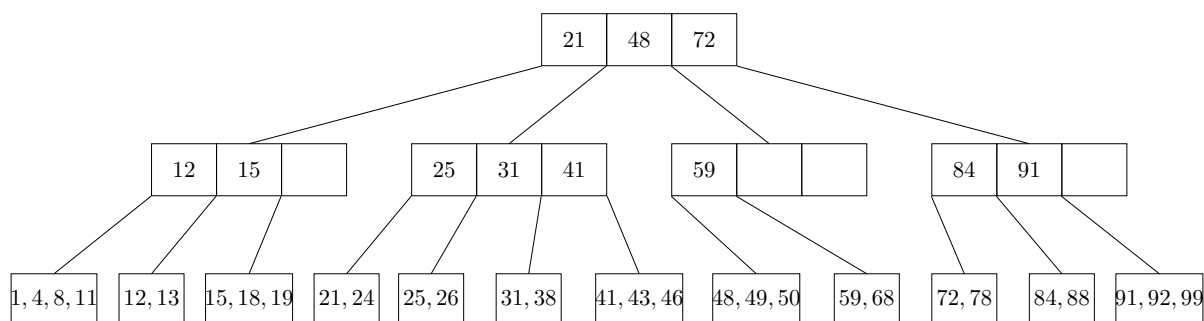 21 48 72
12 15 25 31 41 59 84 91
1, 4, 8, 11 12, 13 15, 18, 19 21, 24 25, 26 31, 38 41, 43, 46 48, 49, 50 59, 68 72, 78 84, 88 91, 92, 99